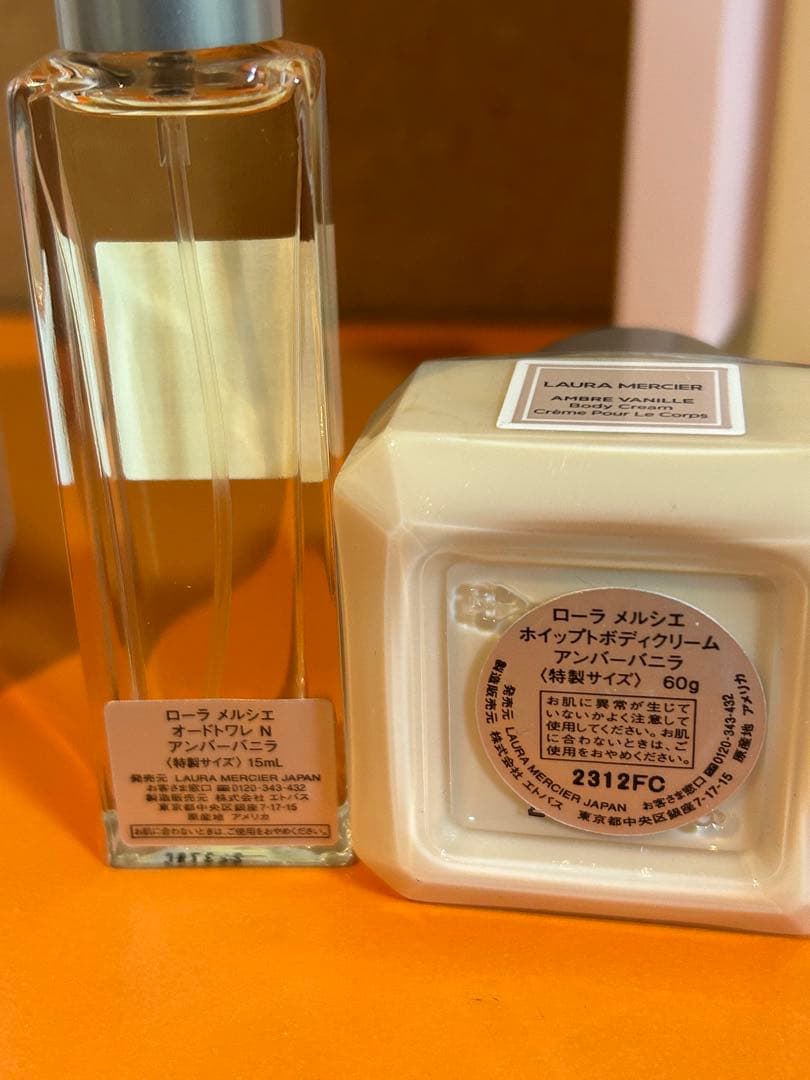 ローラ メルシエ
オードトワレ N
アンバーバニラ
〈特製サイズ〉15mL
発売元 LAURA MERCIER JAPAN
お客さま窓口 0120-343-432
製造販売元 株式会社 エトバス
東京都中央区銀座7-17-15
原産地 アメリカ
お肌に合わないときは、ご使用をおやめください。
LAURA MERCIER
AMBRE VANILLE
Body Cream
Crème Pour Le Corps
ローラ メルシエ
ホイップトボディクリーム
アンバーバニラ
〈特製サイズ〉 60g
お肌に異常が生じて
いないかよく注意して
使用してください。お肌
に合わないときは、ご
使用をおやめください。
2312FC
発売元 LAURA MERCIER JAPAN お客さま窓口 0120-343-432
製造販売元 株式会社 エトバス 東京都中央区銀座7-17-15 原産地 アメリカ